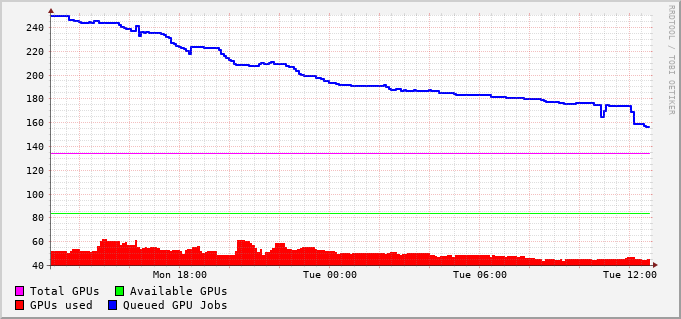 240
220
200
180
160
140
120
100
80
60
40
Mon 18:00 Tue 00:00 Tue 06:00 Tue 12:00
Total GPUs Available GPUs
GPUs used Queued GPU Jobs
RRDTOOL / TOBI OETIKER